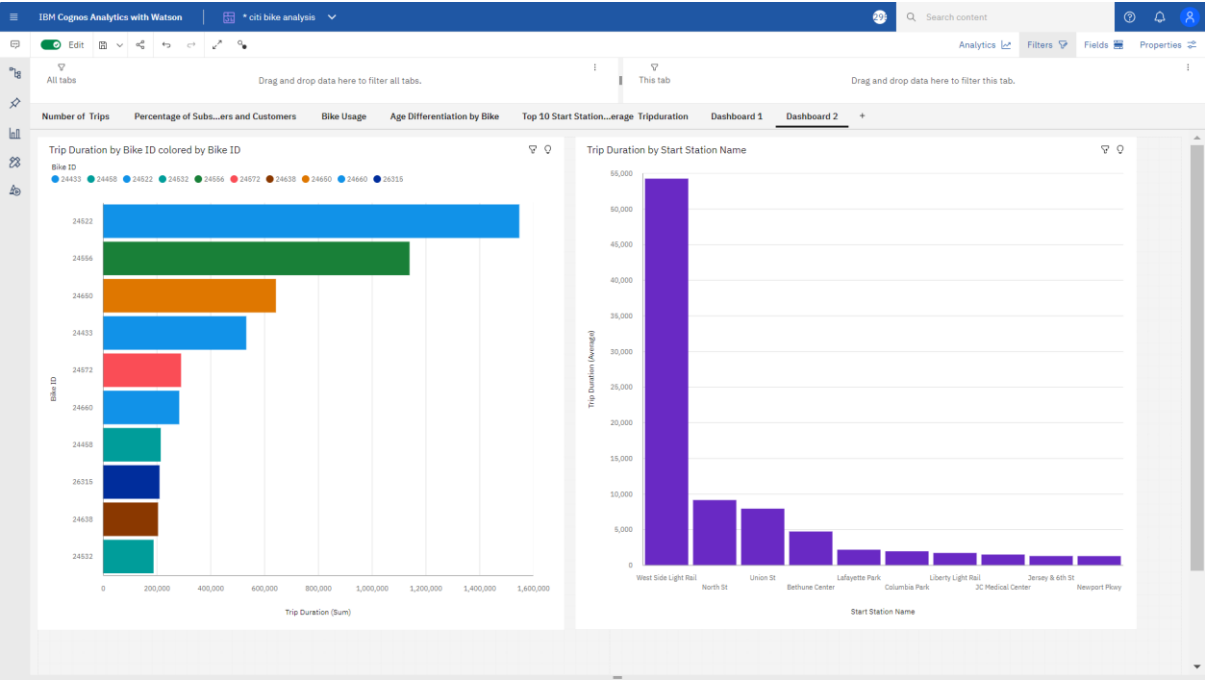 IBM Cognos Analytics with Watson
* citi bike analysis
Search content
Edit
Analytics
Filters
Fields
Properties
All tabs
Drag and drop data here to filter all tabs.
This tab
Drag and drop data here to filter this tab.
Number of Trips
Percentage of Subs...ers and Customers
Bike Usage
Age Differentiation by Bike
Top 10 Start Station...erage Tripduration
Dashboard 1
Dashboard 2
Trip Duration by Bike ID colored by Bike ID
Bike ID
24433 24458 24522 24532 24556 24572 24638 24650 24660 26315
24522
24556
24650
24433
24572
24660
24458
26315
24638
24532
Bike ID
0 200,000 400,000 600,000 800,000 1,000,000 1,200,000 1,400,000 1,600,000
Trip Duration (Sum)
Trip Duration by Start Station Name
55,000
50,000
45,000
40,000
35,000
30,000
25,000
20,000
15,000
10,000
5,000
0
Trip Duration (Average)
West Side Light Rail
North St
Union St
Bethune Center
Lafayette Park
Columbia Park
Liberty Light Rail
JC Medical Center
Jersey & 6th St
Newport Pkwy
Start Station Name